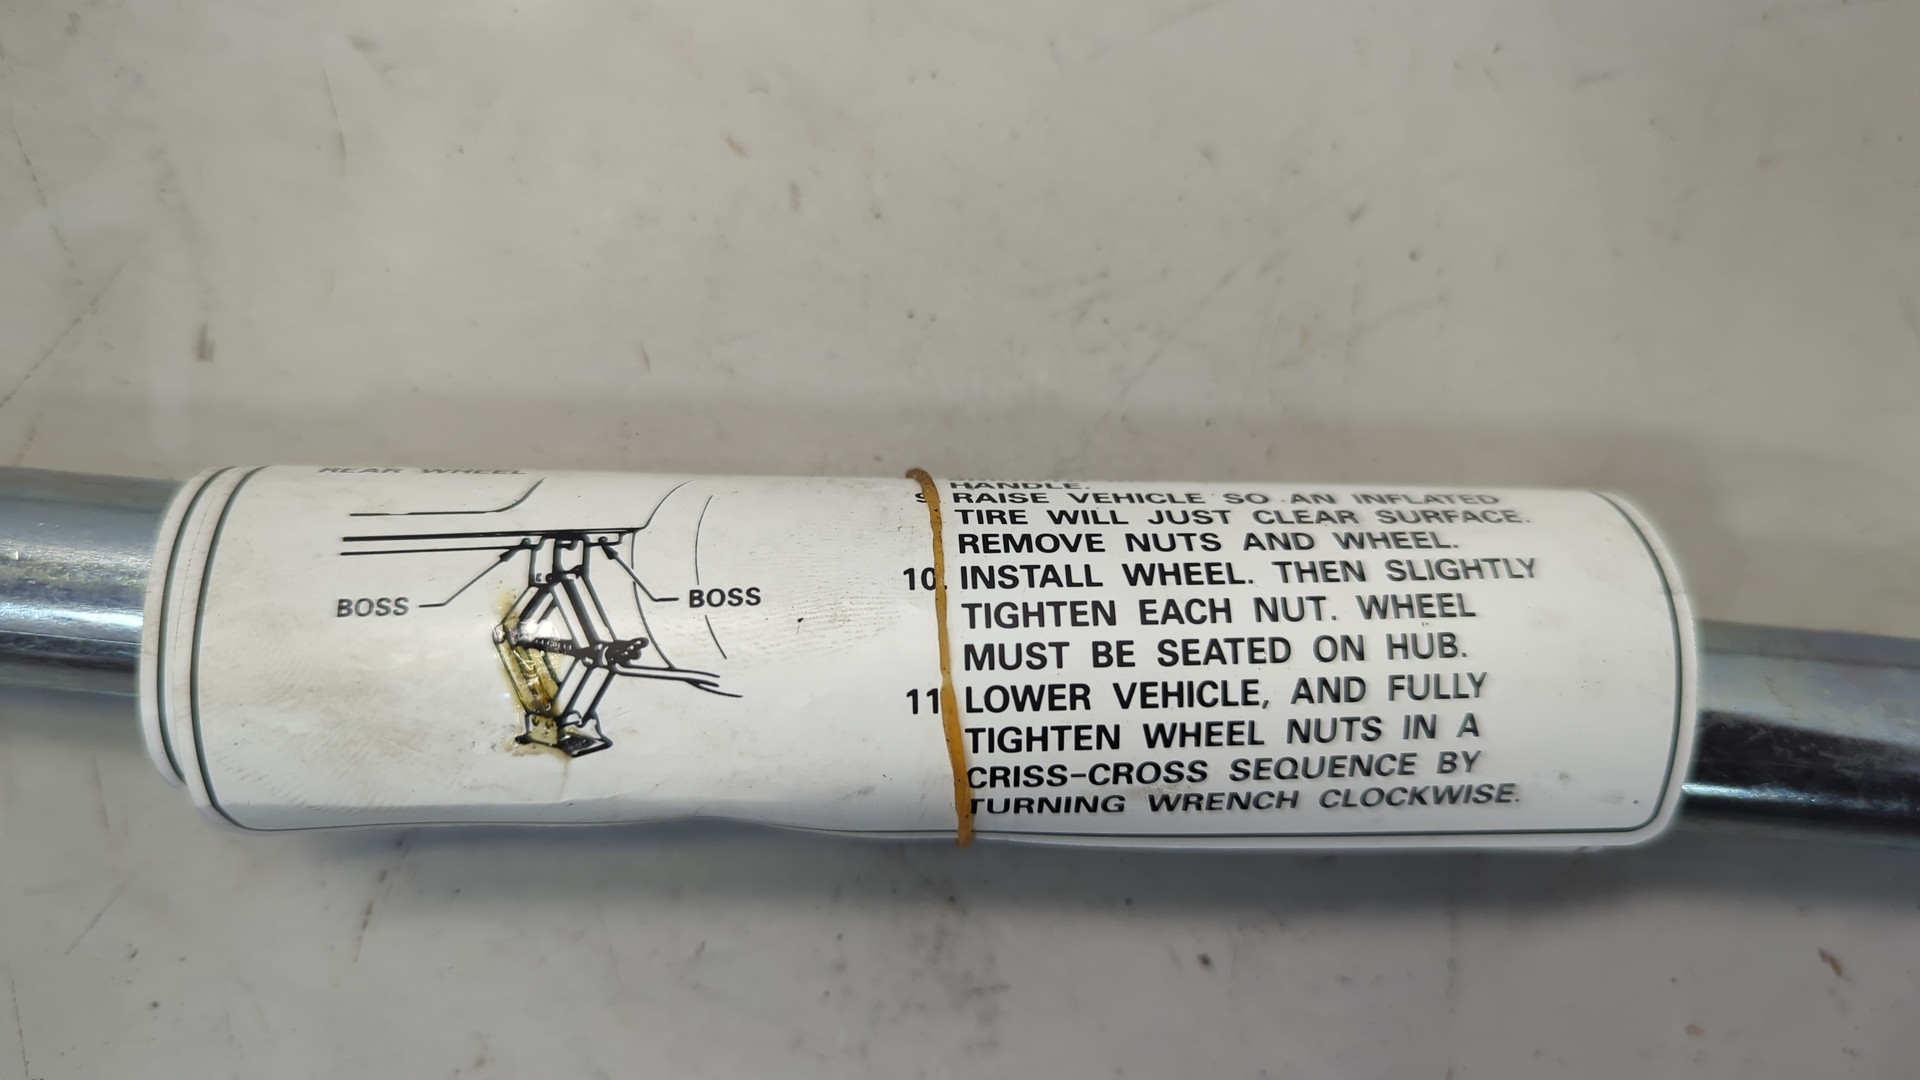 REAR WHEEL
BOSS
BOSS
HANDLE.
9. RAISE VEHICLE SO AN INFLATED
TIRE WILL JUST CLEAR SURFACE.
REMOVE NUTS AND WHEEL.
10. INSTALL WHEEL. THEN SLIGHTLY
TIGHTEN EACH NUT. WHEEL
MUST BE SEATED ON HUB.
11 LOWER VEHICLE, AND FULLY
TIGHTEN WHEEL NUTS IN A
CRISS-CROSS SEQUENCE BY
TURNING WRENCH CLOCKWISE.